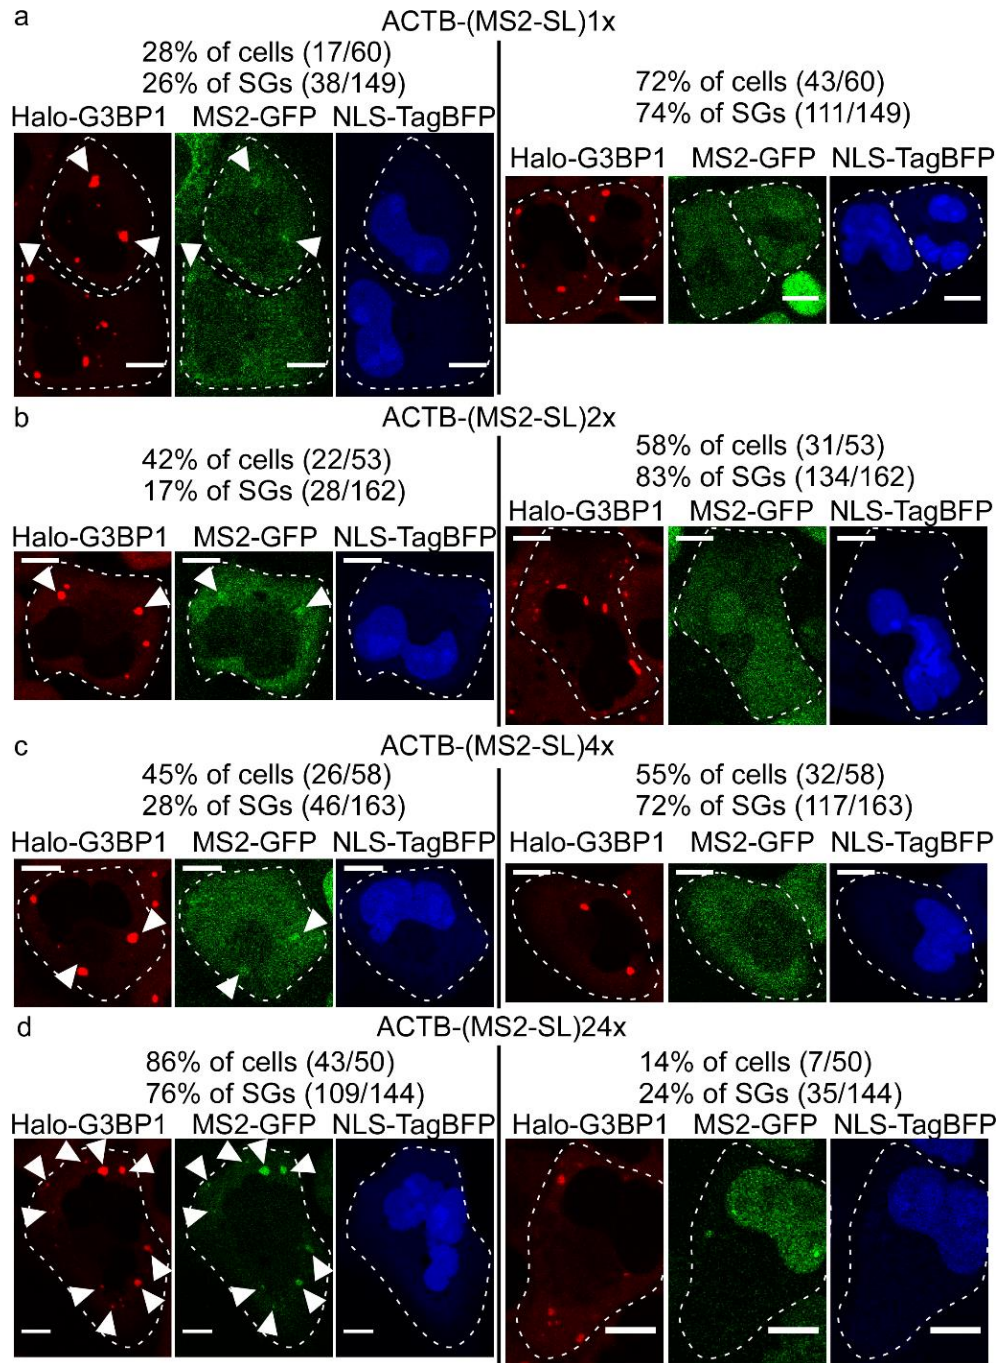 a
ACTB-(MS2-SL)1x
28% of cells (17/60)
26% of SGs (38/149)
Halo-G3BP1 MS2-GFP NLS-TagBFP
72% of cells (43/60)
74% of SGs (111/149)
Halo-G3BP1 MS2-GFP NLS-TagBFP
b
ACTB-(MS2-SL)2x
42% of cells (22/53)
17% of SGs (28/162)
Halo-G3BP1 MS2-GFP NLS-TagBFP
58% of cells (31/53)
83% of SGs (134/162)
Halo-G3BP1 MS2-GFP NLS-TagBFP
c
ACTB-(MS2-SL)4x
45% of cells (26/58)
28% of SGs (46/163)
Halo-G3BP1 MS2-GFP NLS-TagBFP
55% of cells (32/58)
72% of SGs (117/163)
Halo-G3BP1 MS2-GFP NLS-TagBFP
d
ACTB-(MS2-SL)24x
86% of cells (43/50)
76% of SGs (109/144)
Halo-G3BP1 MS2-GFP NLS-TagBFP
14% of cells (7/50)
24% of SGs (35/144)
Halo-G3BP1 MS2-GFP NLS-TagBFP